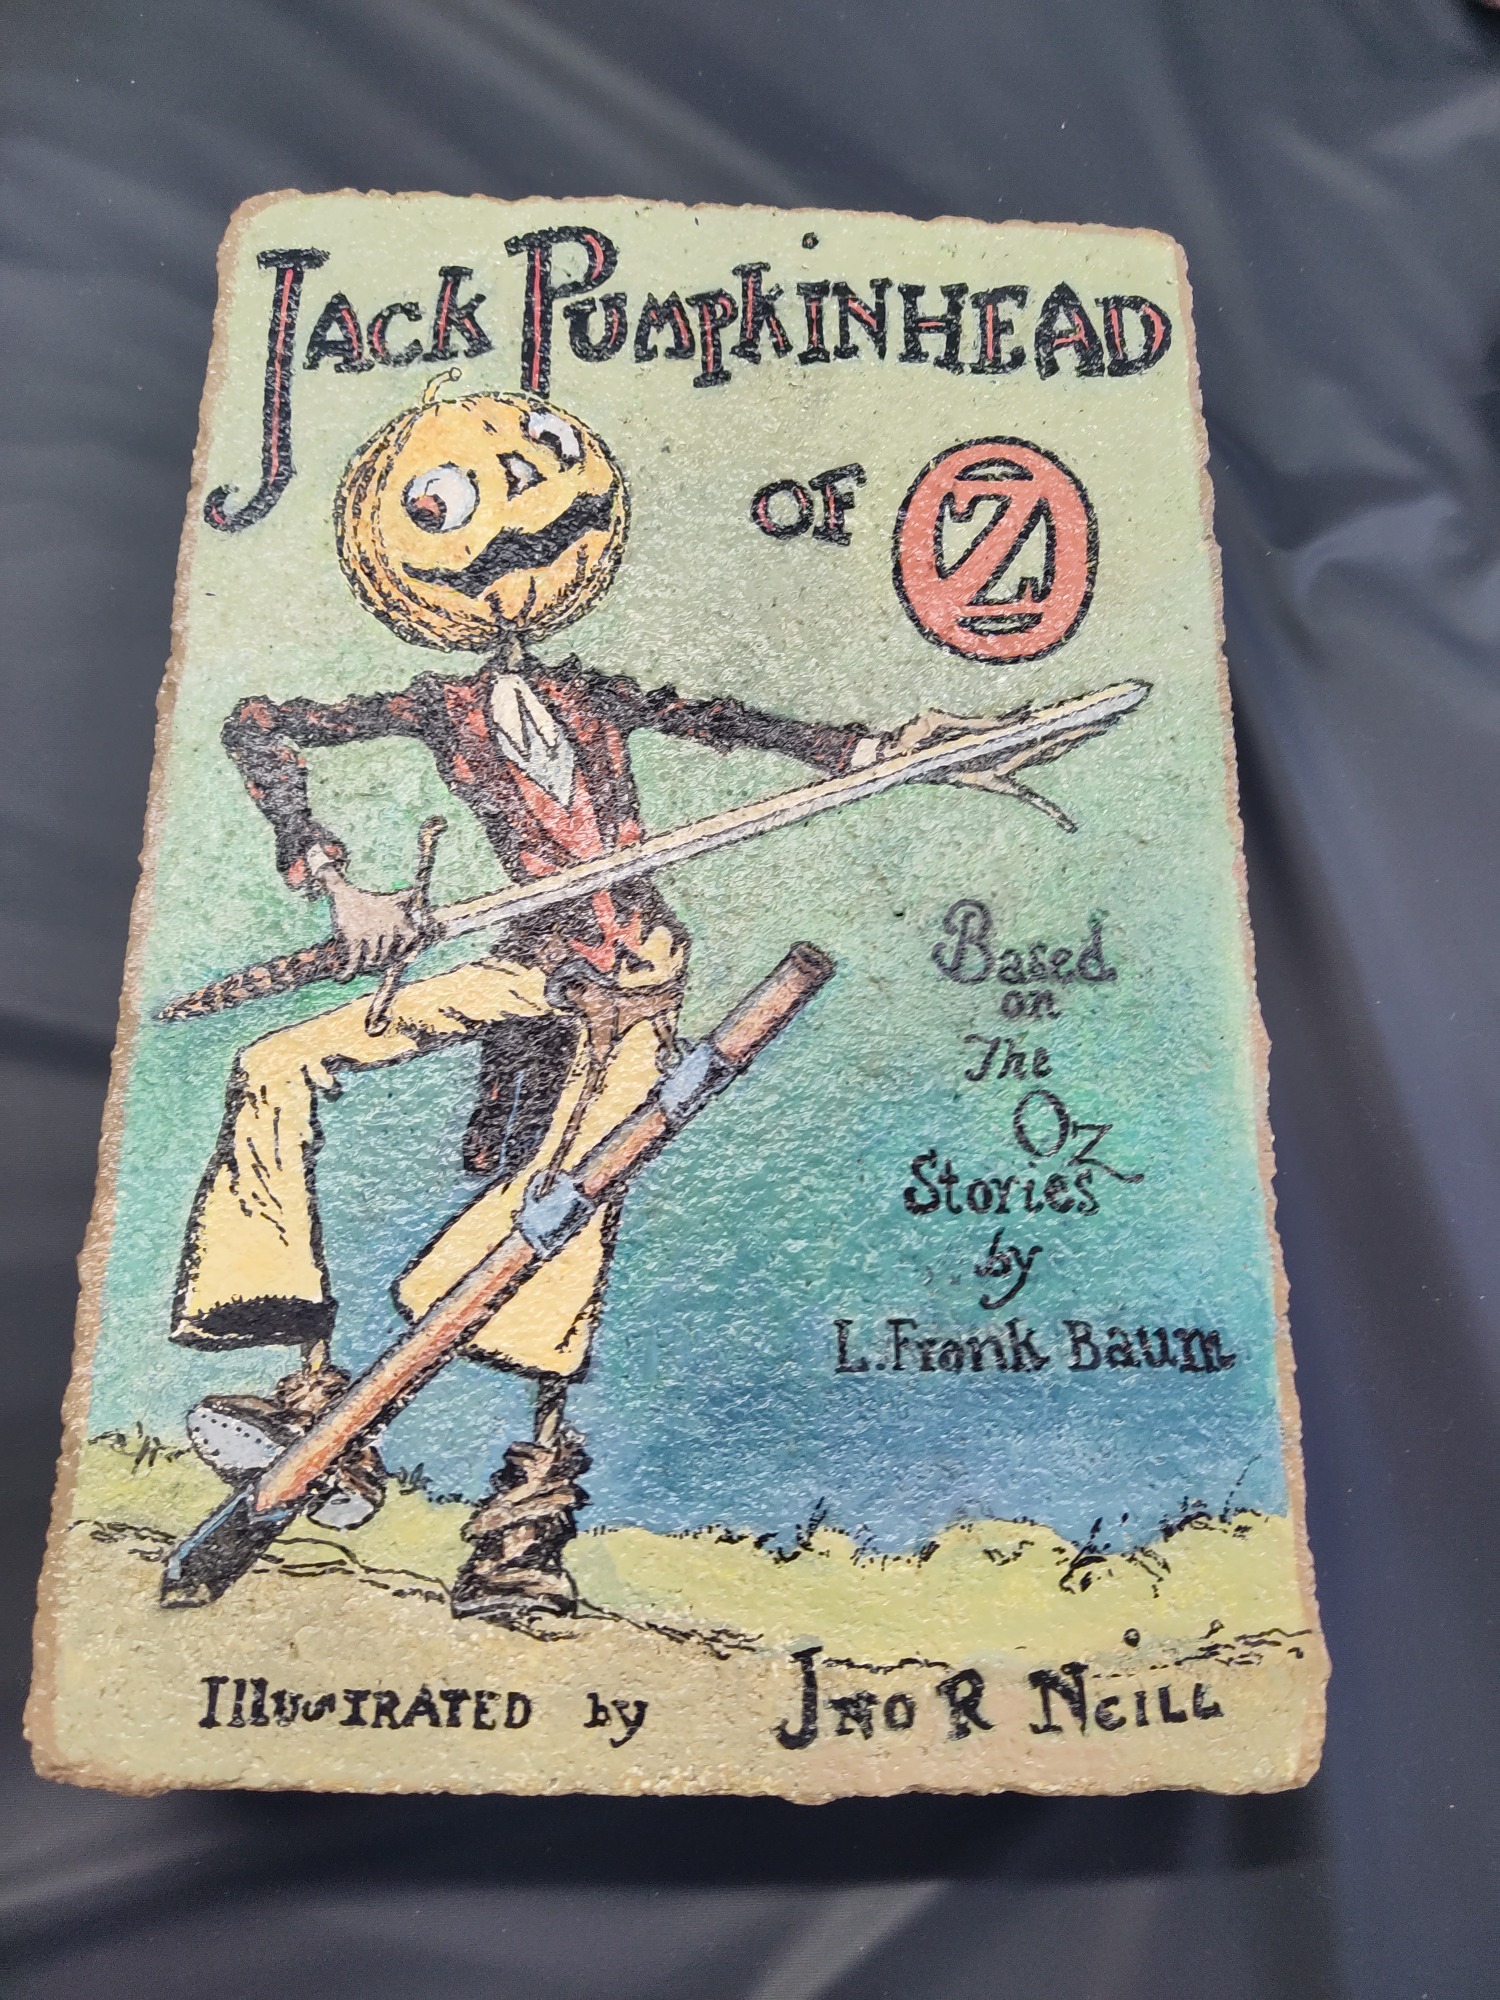 Jack Pumpkinhead
of OZ
Based
on
The
Oz
Stories
by
L. Frank Baum
Illustrated by Jno R Neill